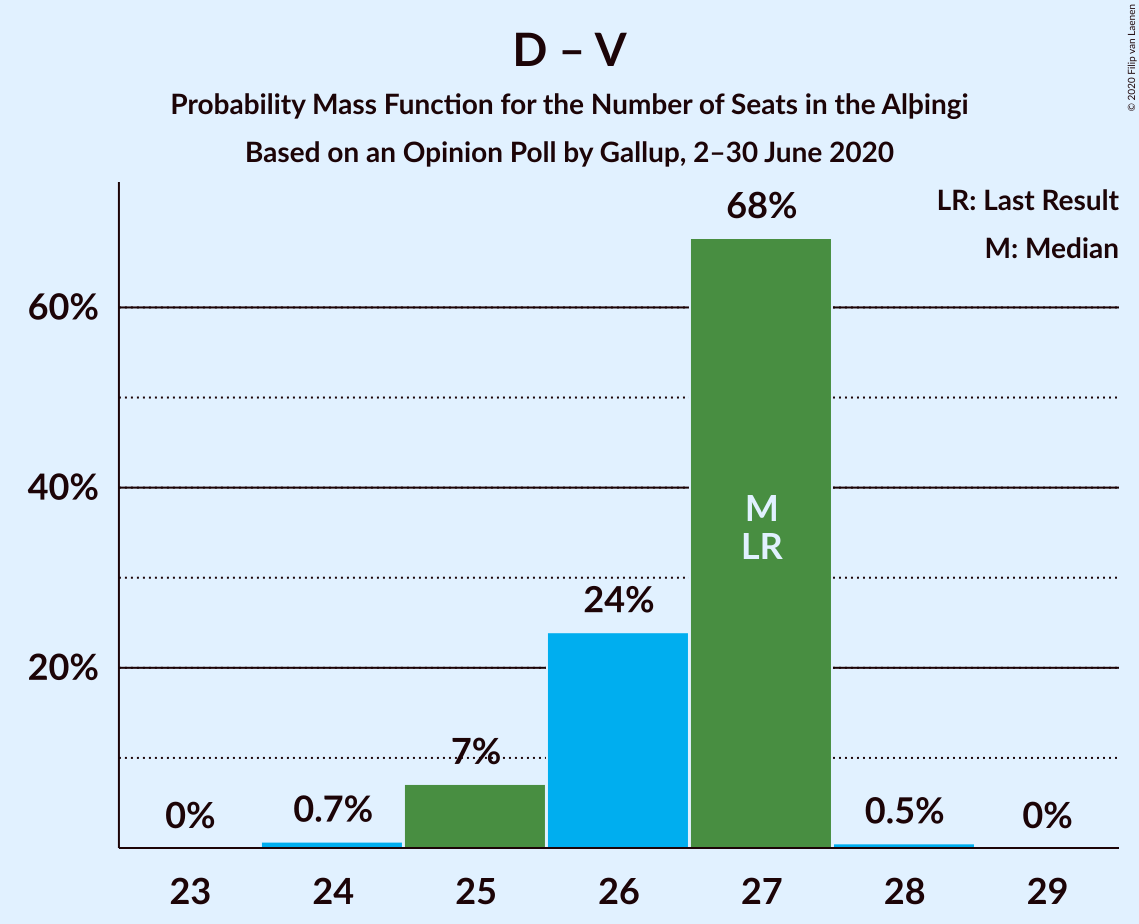 D – V
Probability Mass Function for the Number of Seats in the Alþingi
Based on an Opinion Poll by Gallup, 2–30 June 2020
© 2020 Filip van Laenen
LR: Last Result
M: Median
60%
40%
20%
0%
0.7%
7%
24%
68%
0.5%
0%
M
LR
23
24
25
26
27
28
29